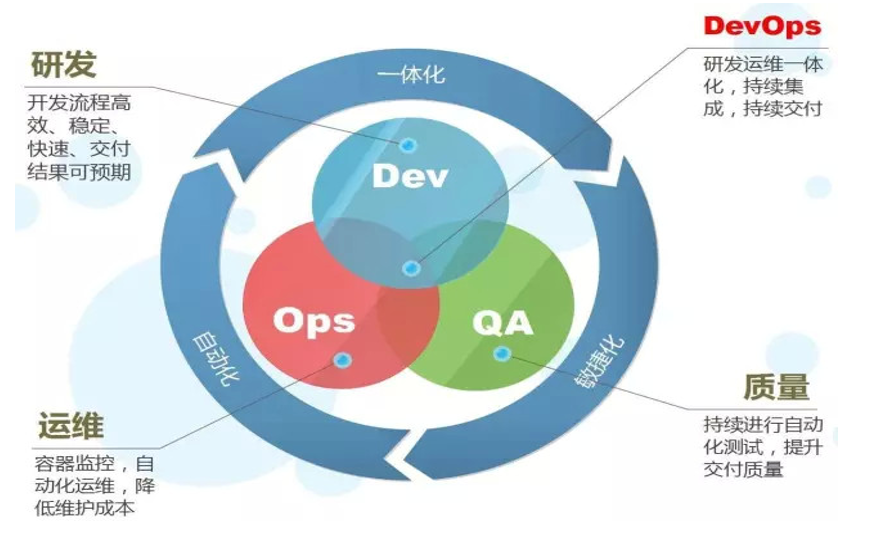 DevOps
研发运维一体
化，持续集
成，持续交付
研发
开发流程高
效、稳定、
快速、交付
结果可预期
一体化
Dev
Ops
QA
自动化
敏捷化
质量
持续进行自动
化测试，提升
交付质量
运维
容器监控，自
动化运维，降
低维护成本